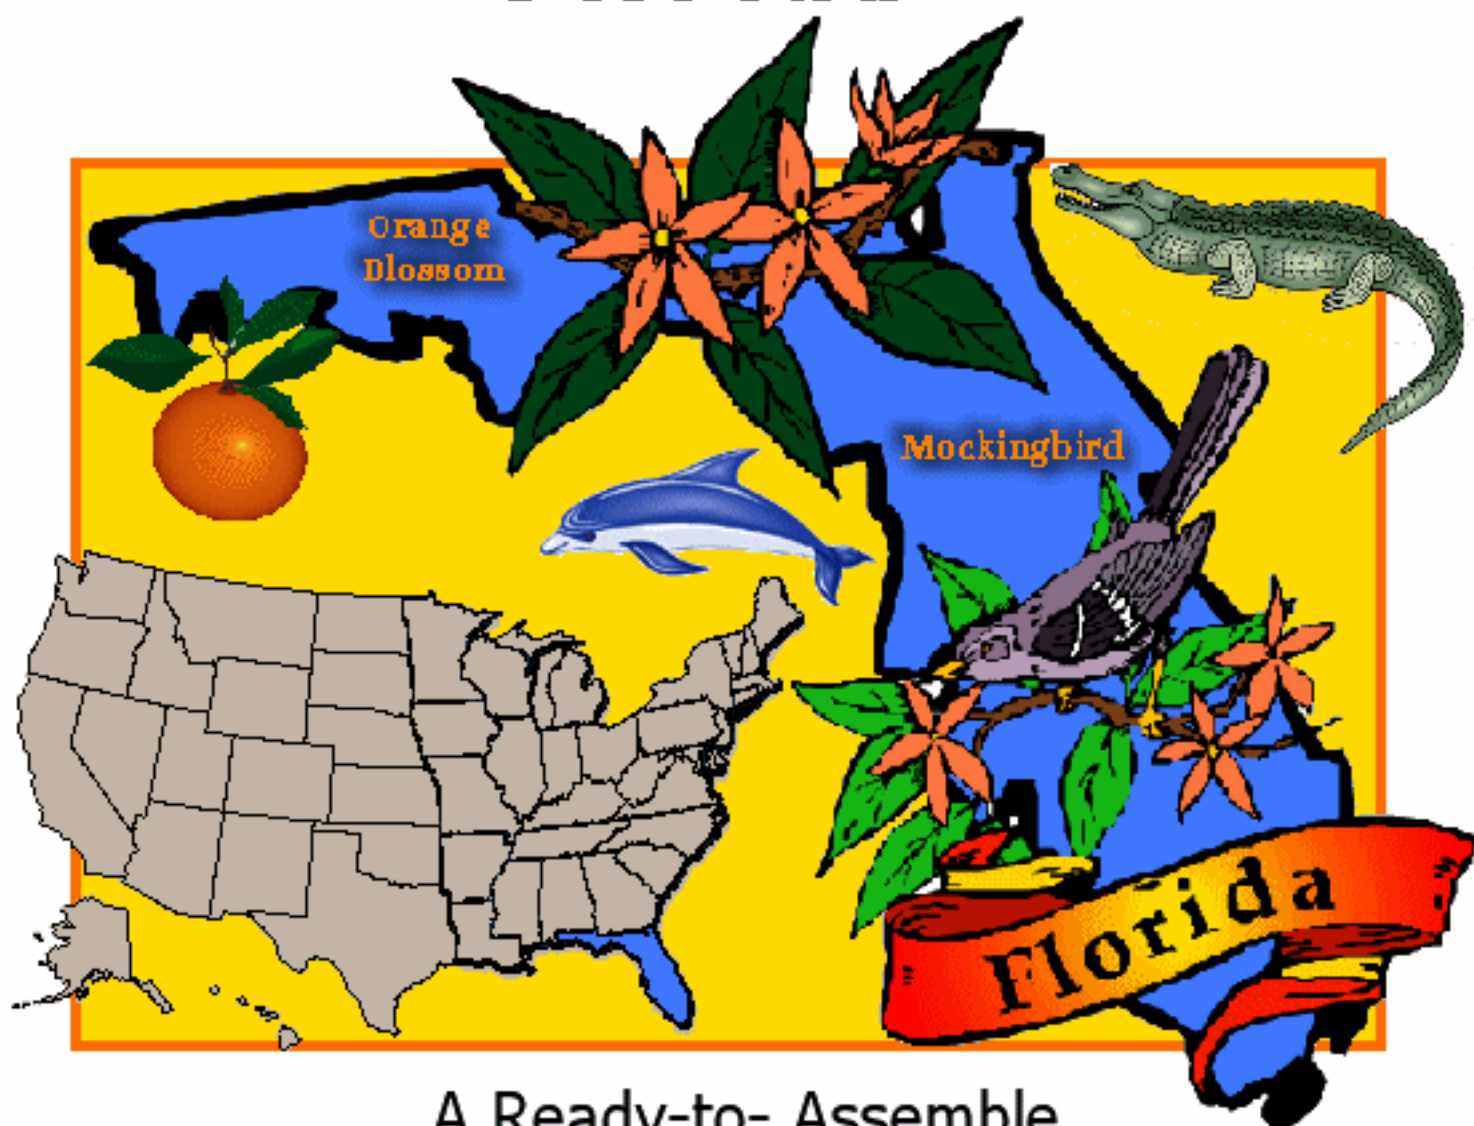 Orange
Blossom
Mockingbird
Florida
A Ready-to- Assemble